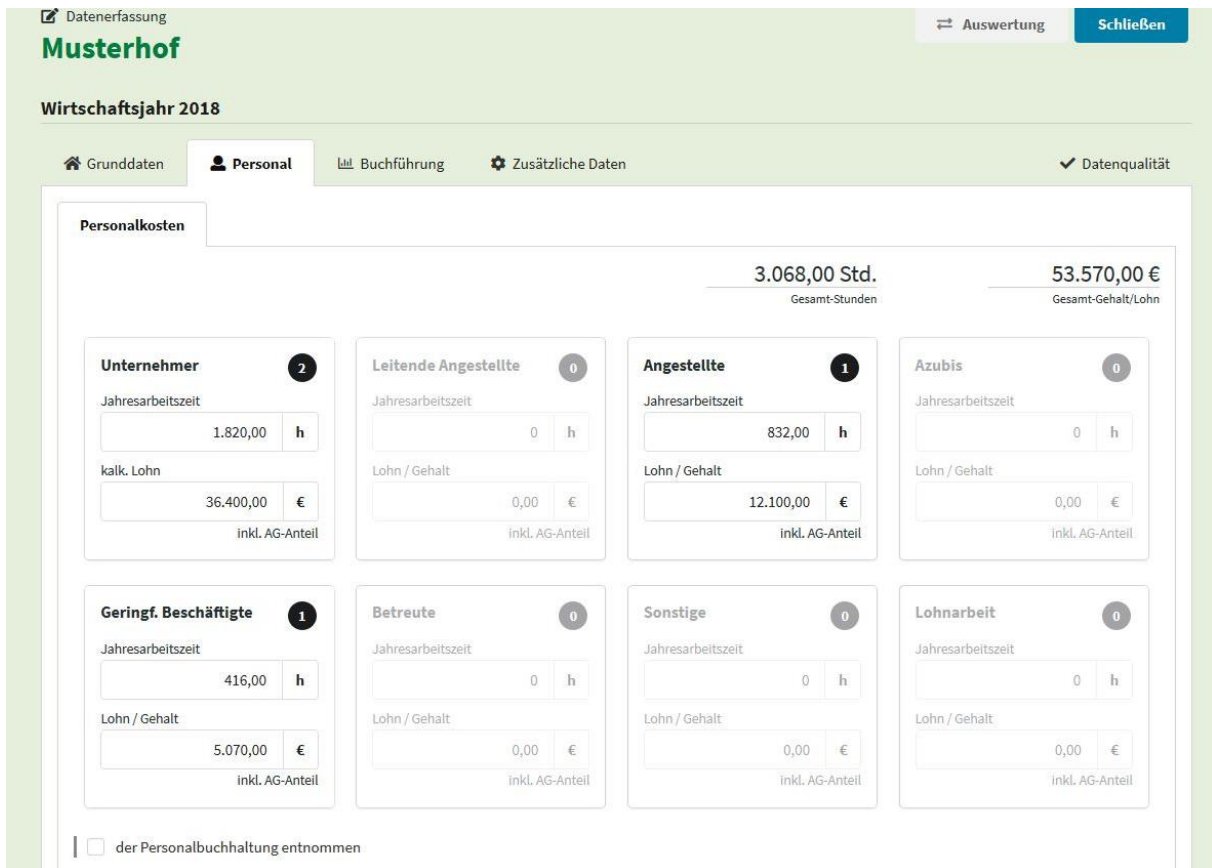 Datenerfassung
Auswertung
Schließen
Musterhof
Wirtschaftsjahr 2018
Grunddaten
Personal
Buchführung
Zusätzliche Daten
Datenqualität
Personalkosten
3.068,00 Std.
Gesamt-Stunden
53.570,00 €
Gesamt-Gehalt/Lohn
Unternehmer 2
Jahresarbeitszeit
1.820,00 h
kalk. Lohn
36.400,00 €
inkl. AG-Anteil
Leitende Angestellte 0
Jahresarbeitszeit
0 h
Lohn / Gehalt
0,00 €
inkl. AG-Anteil
Angestellte 1
Jahresarbeitszeit
832,00 h
Lohn / Gehalt
12.100,00 €
inkl. AG-Anteil
Azubis 0
Jahresarbeitszeit
0 h
Lohn / Gehalt
0,00 €
inkl. AG-Anteil
Geringf. Beschäftigte 1
Jahresarbeitszeit
416,00 h
Lohn / Gehalt
5.070,00 €
inkl. AG-Anteil
Betreute 0
Jahresarbeitszeit
0 h
Lohn / Gehalt
0,00 €
inkl. AG-Anteil
Sonstige 0
Jahresarbeitszeit
0 h
Lohn / Gehalt
0,00 €
inkl. AG-Anteil
Lohnarbeit 0
Jahresarbeitszeit
0 h
Lohn / Gehalt
0,00 €
inkl. AG-Anteil
der Personalbuchhaltung entnommen